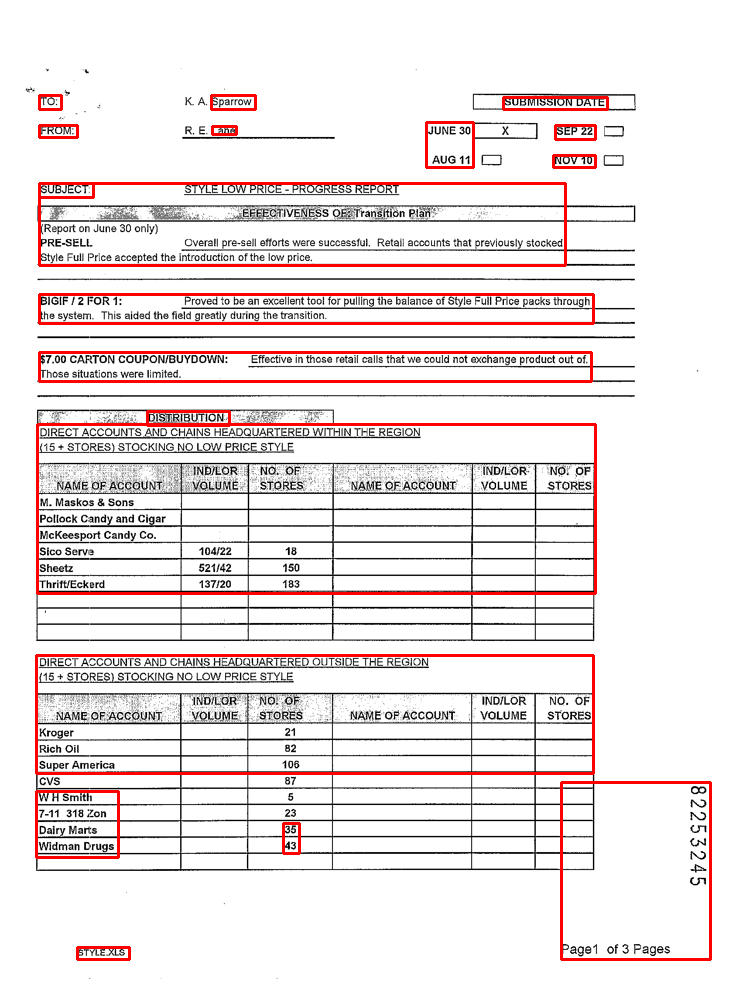 TO: K. A. Sparrow SUBMISSION DATE
FROM: R. E. Lane JUNE 30 X SEP 22
AUG 11 NOV 10
SUBJECT: STYLE LOW PRICE - PROGRESS REPORT
EFFECTIVENESS OF: Transition Plan
(Report on June 30 only)
PRE-SELL Overall pre-sell efforts were successful. Retail accounts that previously stocked
Style Full Price accepted the introduction of the low price.
BIGIF / 2 FOR 1: Proved to be an excellent tool for pulling the balance of Style Full Price packs through
the system. This aided the field greatly during the transition.
$7.00 CARTON COUPON/BUYDOWN: Effective in those retail calls that we could not exchange product out of.
Those situations were limited.
DISTRIBUTION
DIRECT ACCOUNTS AND CHAINS HEADQUARTERED WITHIN THE REGION
(15 + STORES) STOCKING NO LOW PRICE STYLE
IND/LOR NO. OF IND/LOR NO. OF
NAME OF ACCOUNT VOLUME STORES NAME OF ACCOUNT VOLUME STORES
M. Maskos & Sons
Pollock Candy and Cigar
McKeesport Candy Co.
Sico Serve 104/22 18
Sheetz 521/42 150
Thrift/Eckerd 137/20 183
DIRECT ACCOUNTS AND CHAINS HEADQUARTERED OUTSIDE THE REGION
(15 + STORES) STOCKING NO LOW PRICE STYLE
IND/LOR NO. OF IND/LOR NO. OF
NAME OF ACCOUNT VOLUME STORES NAME OF ACCOUNT VOLUME STORES
Kroger 21
Rich Oil 82
Super America 106
CVS 87
W H Smith 5
7-11 318 Zon 23
Dairy Marts 35
Widman Drugs 43
82253245
STYLE.XLS Page1 of 3 Pages